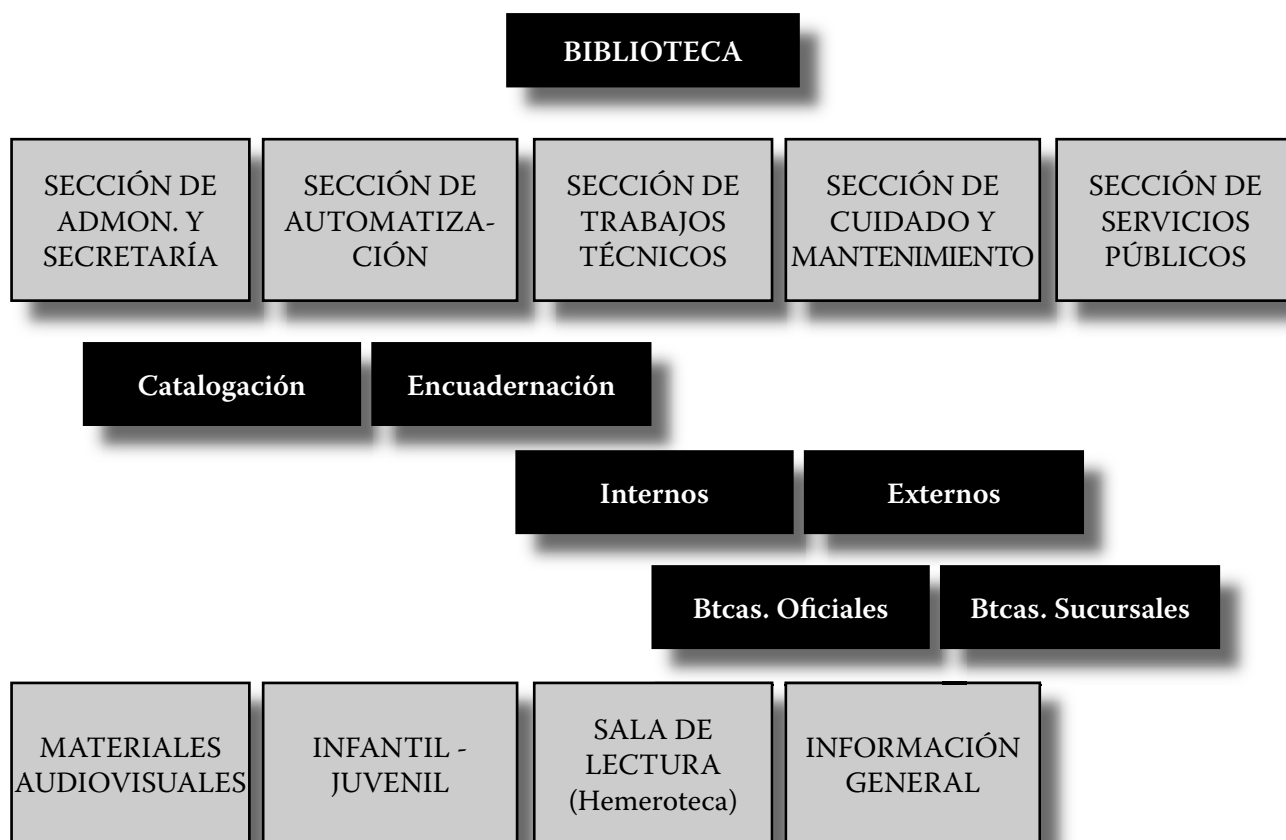 BIBLIOTECA
SECCIÓN DE
ADMON. Y
SECRETARÍA
SECCIÓN DE
AUTOMATIZA-
CIÓN
SECCIÓN DE
TRABAJOS
TÉCNICOS
SECCIÓN DE
CUIDADO Y
MANTENIMIENTO
SECCIÓN DE
SERVICIOS
PÚBLICOS
Catalogación
Encuadernación
Internos
Externos
Btcas. Oficiales
Btcas. Sucursales
MATERIALES
AUDIOVISUALES
INFANTIL -
JUVENIL
SALA DE
LECTURA
(Hemeroteca)
INFORMACIÓN
GENERAL